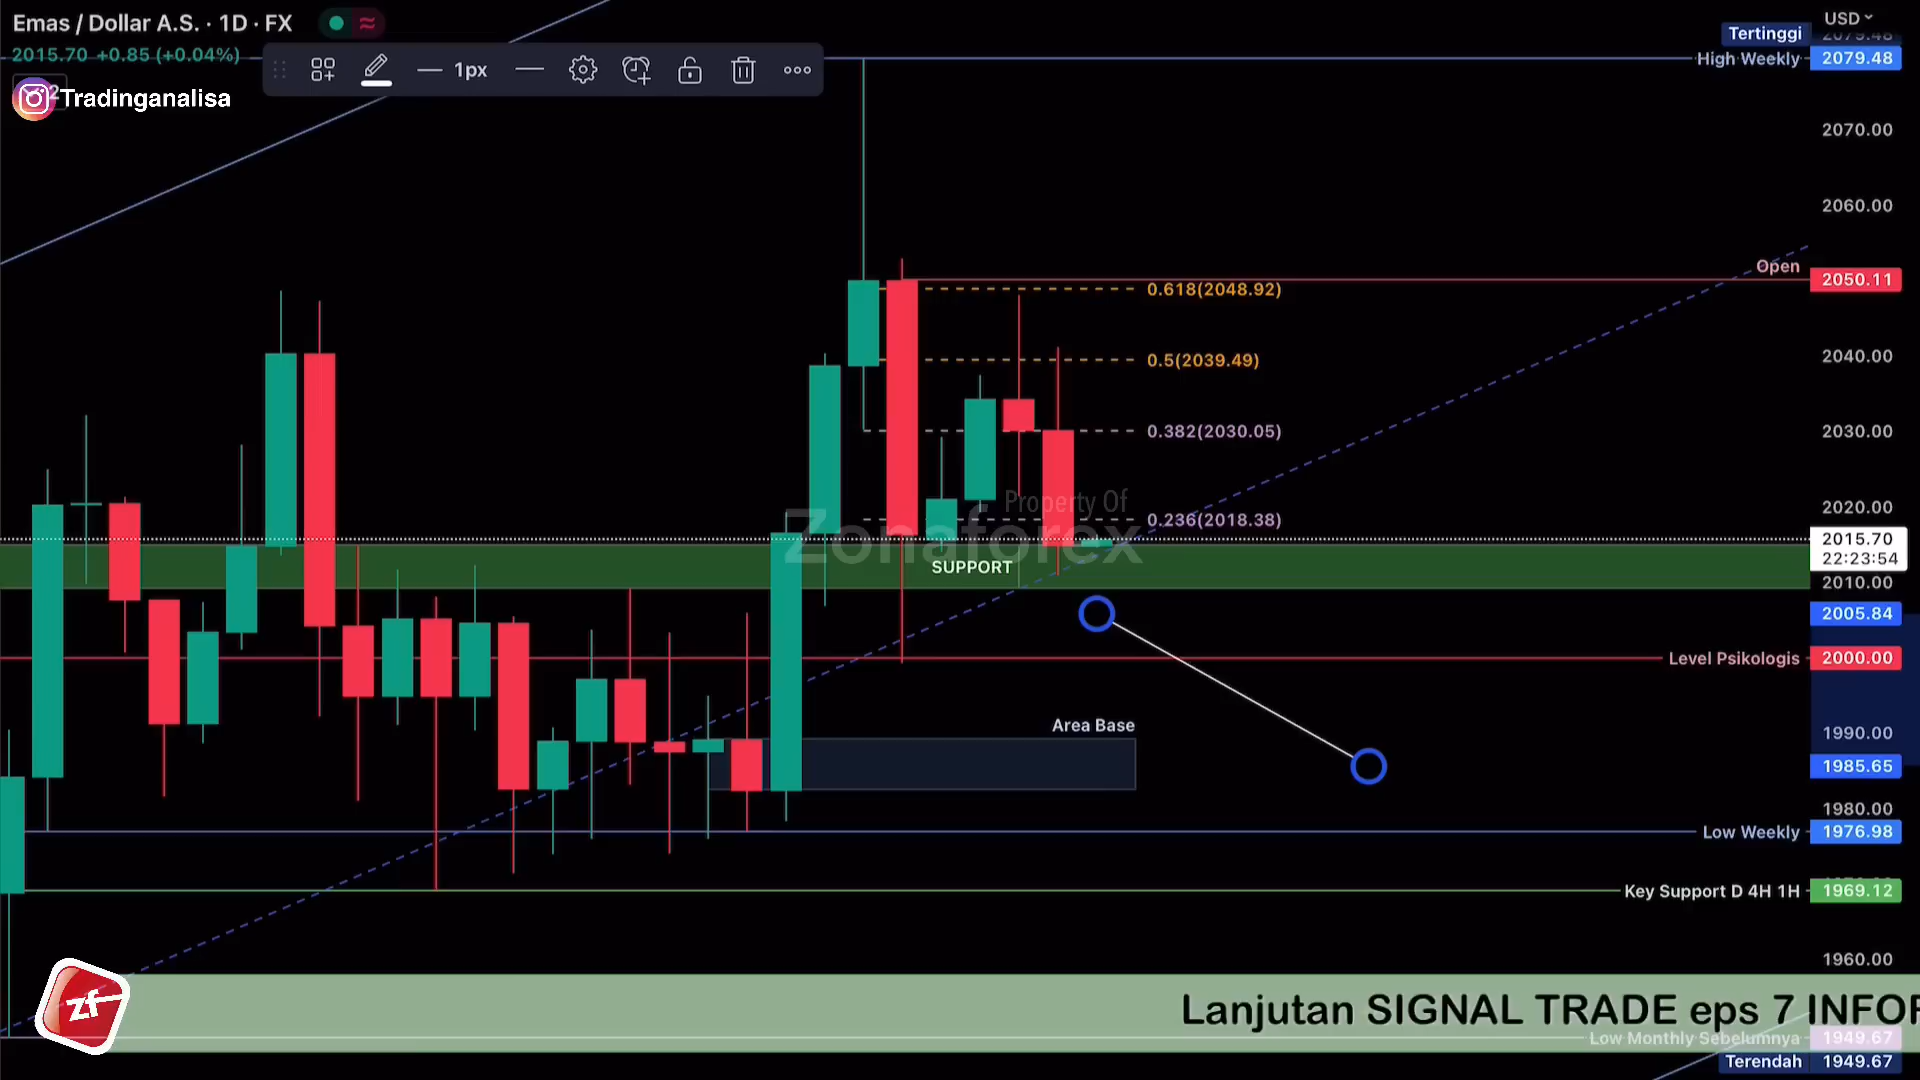 Emas / Dollar A.S. · 1D · FX
USD
2015.70 +0.85 (+0.04%)
1px
Tradinganalisa
Tertinggi 2079.48
High Weekly 2079.48
2070.00
2060.00
Open 2050.11
0.618(2048.92)
0.5(2039.49)
2040.00
0.382(2030.05)
2030.00
Property Of
Zonaforex
2020.00
0.236(2018.38)
2015.70
22:23:54
SUPPORT
2010.00
2005.84
Level Psikologis 2000.00
Area Base
1990.00
1985.65
1980.00
Low Weekly 1976.98
Key Support D 4H 1H 1969.12
1960.00
zf
Lanjutan SIGNAL TRADE eps 7
Low Monthly Sebelumnya 1949.67
Terendah 1949.67